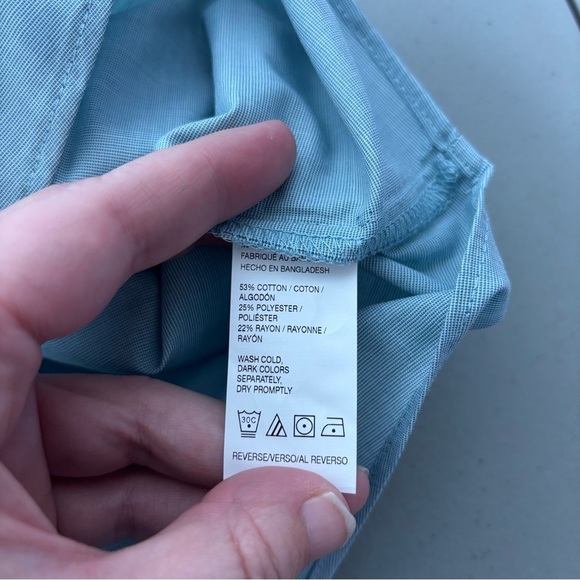 FABRIQUÉ AU
HECHO EN BANGLADESH
53% COTTON / COTON /
ALGODÓN
25% POLYESTER /
POLIÉSTER
22% RAYON / RAYONNE /
RAYÓN
WASH COLD,
DARK COLORS
SEPARATELY,
DRY PROMPTLY
30C
REVERSE/VERSO/AL REVERSO